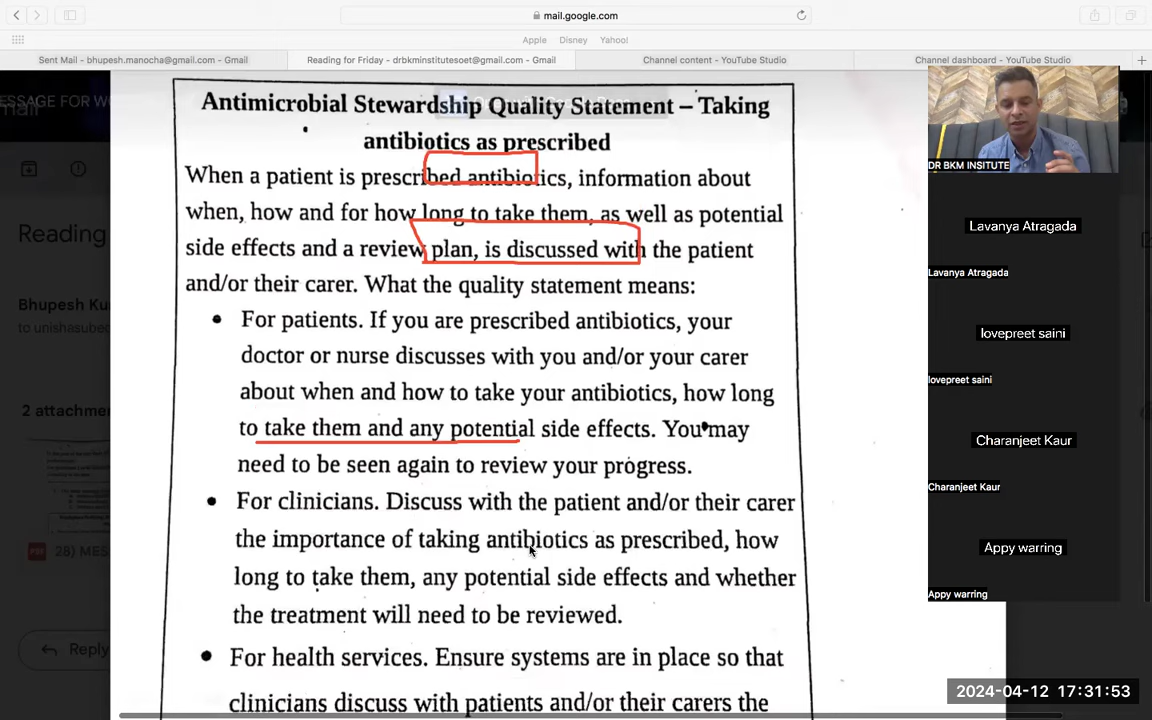 mail.google.com
Apple Disney Yahoo!
Sent Mail - bhupesh.manocha@gmail.com - Gmail
Reading for Friday - drbkminstitutesoet@gmail.com - Gmail
Channel content - YouTube Studio
Channel dashboard - YouTube Studio
Antimicrobial Stewardship Quality Statement – Taking
antibiotics as prescribed
When a patient is prescribed antibiotics, information about
when, how and for how long to take them, as well as potential
side effects and a review plan, is discussed with the patient
and/or their carer. What the quality statement means:
• For patients. If you are prescribed antibiotics, your
doctor or nurse discusses with you and/or your carer
about when and how to take your antibiotics, how long
to take them and any potential side effects. You may
need to be seen again to review your progress.
• For clinicians. Discuss with the patient and/or their carer
the importance of taking antibiotics as prescribed, how
long to take them, any potential side effects and whether
the treatment will need to be reviewed.
• For health services. Ensure systems are in place so that
clinicians discuss with patients and/or their carers the
Reading
Bhupesh Ku
to unishasubed
2 attachmen
28) MES
Reply
DR BKM INSITUTE
Lavanya Atragada
Lavanya Atragada
lovepreet saini
lovepreet saini
Charanjeet Kaur
Charanjeet Kaur
Appy warring
Appy warring
2024-04-12 17:31:53